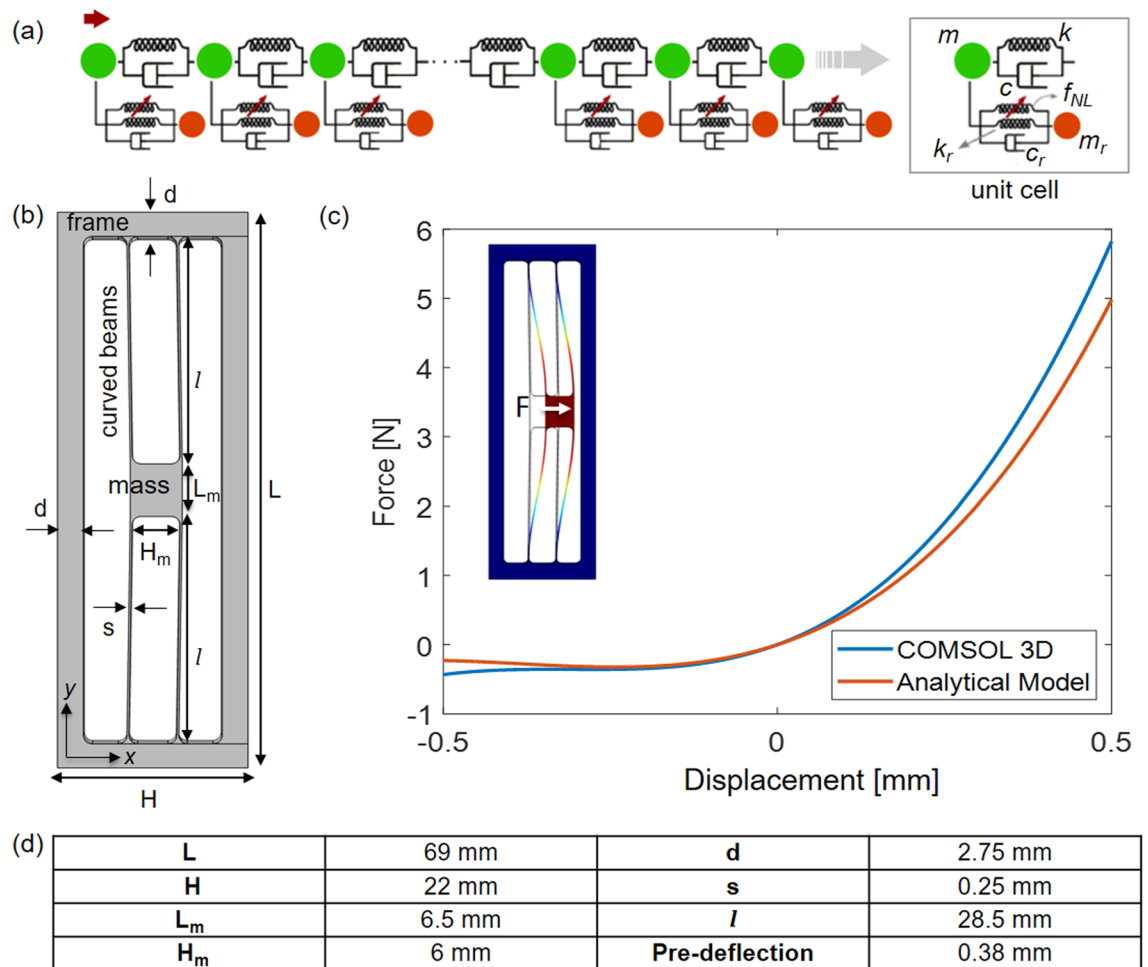 (a)
m
k
c
f_NL
k_r
c_r
m_r
unit cell
(b)
d
frame
curved beams
l
mass
L_m
L
d
H_m
s
l
y
x
H
(c)
6
5
4
3
2
1
0
-1
Force [N]
F
COMSOL 3D
Analytical Model
-0.5
0
0.5
Displacement [mm]
(d)
L 69 mm d 2.75 mm
H 22 mm s 0.25 mm
L_m 6.5 mm l 28.5 mm
H_m 6 mm Pre-deflection 0.38 mm